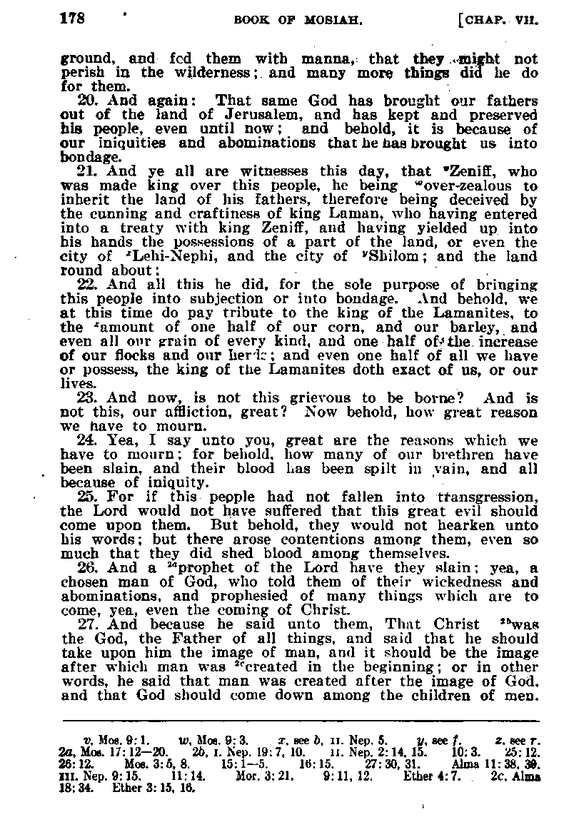 178 BOOK OF MOSIAH. [CHAP. VII.
ground, and fed them with manna, that they might not
perish in the wilderness; and many more things did he do
for them.
20. And again: That same God has brought our fathers
out of the land of Jerusalem, and has kept and preserved
his people, even until now; and behold, it is because of
our iniquities and abominations that he has brought us into
bondage.
21. And ye all are witnesses this day, that ᵛZeniff, who
was made king over this people, he being ʷover-zealous to
inherit the land of his fathers, therefore being deceived by
the cunning and craftiness of king Laman, who having entered
into a treaty with king Zeniff, and having yielded up into
his hands the possessions of a part of the land, or even the
city of ˣLehi-Nephi, and the city of ʸShilom; and the land
round about:
22. And all this he did, for the sole purpose of bringing
this people into subjection or into bondage. And behold, we
at this time do pay tribute to the king of the Lamanites, to
the ᶻamount of one half of our corn, and our barley, and
even all our grain of every kind, and one half of the increase
of our flocks and our herds; and even one half of all we have
or possess, the king of the Lamanites doth exact of us, or our
lives.
23. And now, is not this grievous to be borne? And is
not this, our affliction, great? Now behold, how great reason
we have to mourn.
24. Yea, I say unto you, great are the reasons which we
have to mourn; for behold, how many of our brethren have
been slain, and their blood has been spilt in vain, and all
because of iniquity.
25. For if this people had not fallen into transgression,
the Lord would not have suffered that this great evil should
come upon them. But behold, they would not hearken unto
his words; but there arose contentions among them, even so
much that they did shed blood among themselves.
26. And a ²ᵃprophet of the Lord have they slain; yea, a
chosen man of God, who told them of their wickedness and
abominations, and prophesied of many things which are to
come, yea, even the coming of Christ.
27. And because he said unto them, That Christ ²ᵇwas
the God, the Father of all things, and said that he should
take upon him the image of man, and it should be the image
after which man was ²ᶜcreated in the beginning; or in other
words, he said that man was created after the image of God,
and that God should come down among the children of men.
v, Mos. 9: 1. w, Mos. 9: 3. x, see b, II. Nep. 5. y, see f. z, see r.
2a, Mos. 17: 12—20. 2b, I. Nep. 19: 7, 10. II. Nep. 2: 14, 15. 10: 3. 25: 12.
26: 12. Mos. 3: 5, 8. 15: 1—5. 16: 15. 27: 30, 31. Alma 11: 38, 39.
III. Nep. 9: 15. 11: 14. Mor. 3: 21. 9: 11, 12. Ether 4: 7. 2c, Alma
18: 34. Ether 3: 15, 16.